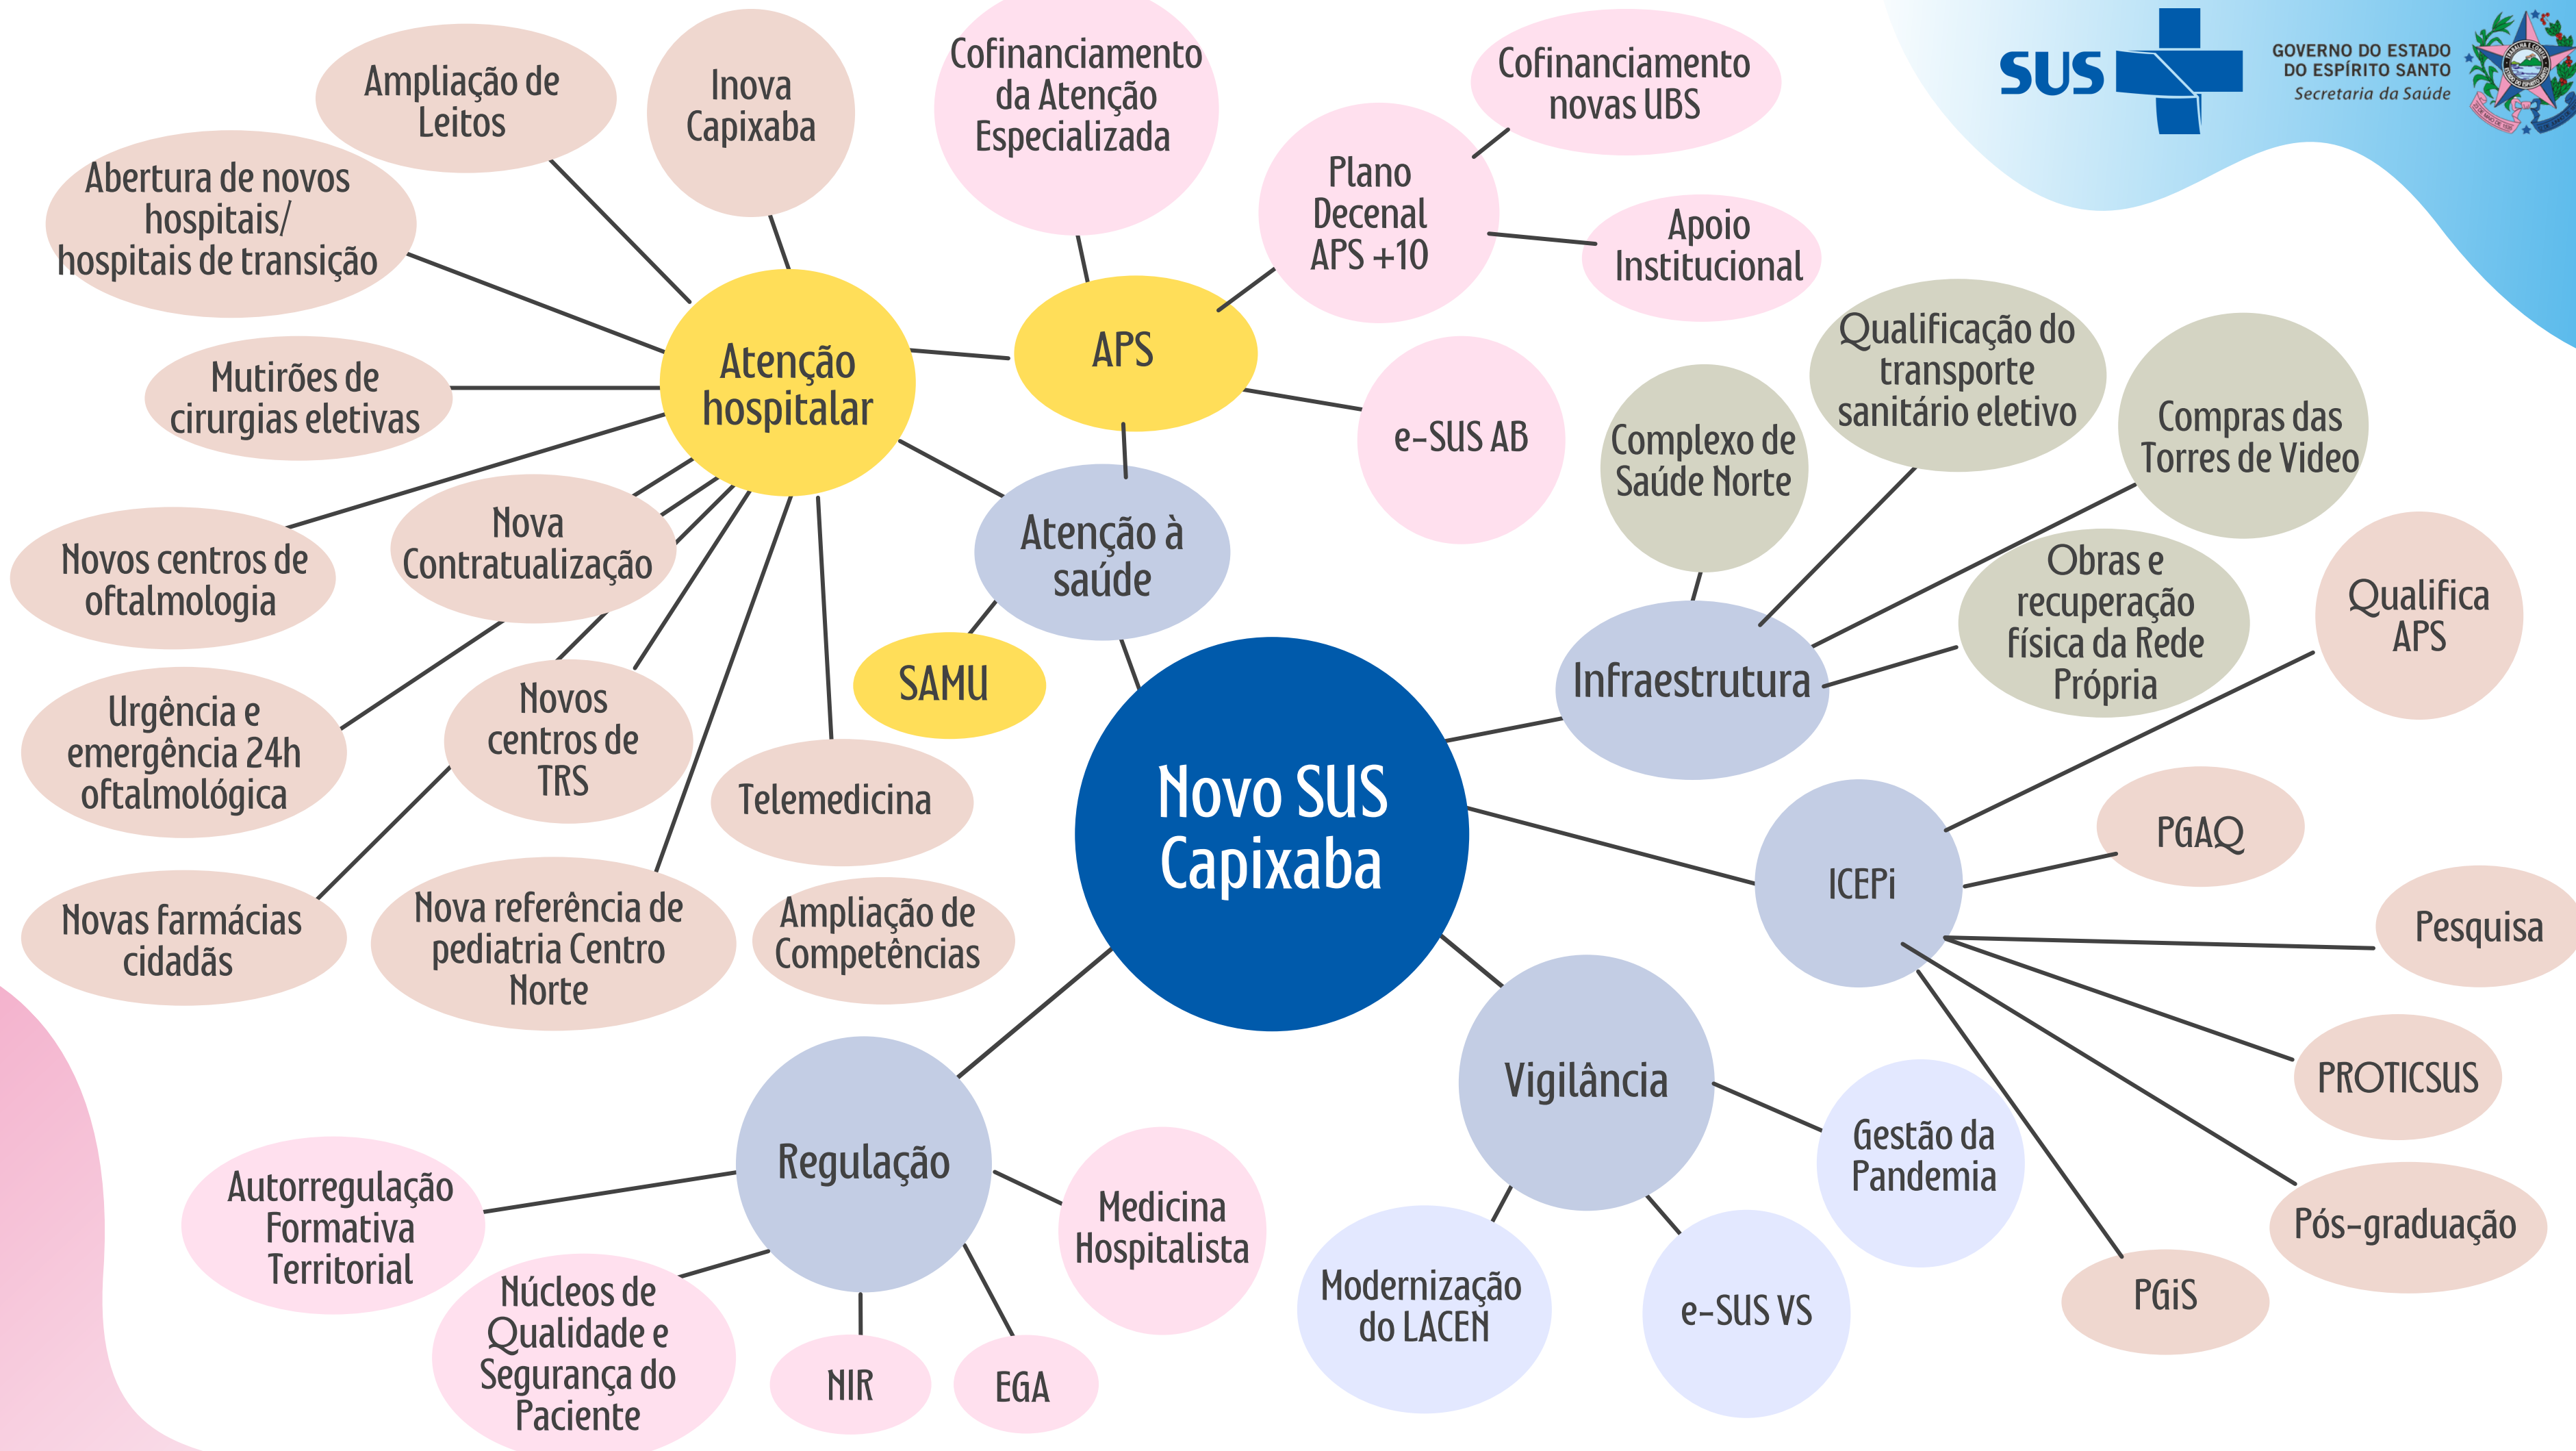 SUS
GOVERNO DO ESTADO
DO ESPÍRITO SANTO
Secretaria da Saúde
Ampliação de
Leitos
Inova
Capixaba
Cofinanciamento
da Atenção
Especializada
Cofinanciamento
novas UBS
Plano
Decenal
APS +10
Apoio
Institucional
Abertura de novos
hospitais/
hospitais de transição
Mutirões de
cirurgias eletivas
Atenção
hospitalar
APS
e-SUS AB
Complexo de
Saúde Norte
Qualificação do
transporte
sanitário eletivo
Compras das
Torres de Video
Obras e
recuperação
física da Rede
Própria
Qualifica
APS
Novos centros de
oftalmologia
Nova
Contratualização
Atenção à
saúde
SAMU
Infraestrutura
Urgência e
emergência 24h
oftalmológica
Novos
centros de
TRS
Telemedicina
Novo SUS
Capixaba
ICEPi
PGAQ
Pesquisa
Novas farmácias
cidadãs
Nova referência de
pediatria Centro
Norte
Ampliação de
Competências
PROTICSUS
Pós-graduação
PGiS
Regulação
Vigilância
Gestão da
Pandemia
Autorregulação
Formativa
Territorial
Núcleos de
Qualidade e
Segurança do
Paciente
NIR
EGA
Medicina
Hospitalista
Modernização
do LACEN
e-SUS VS